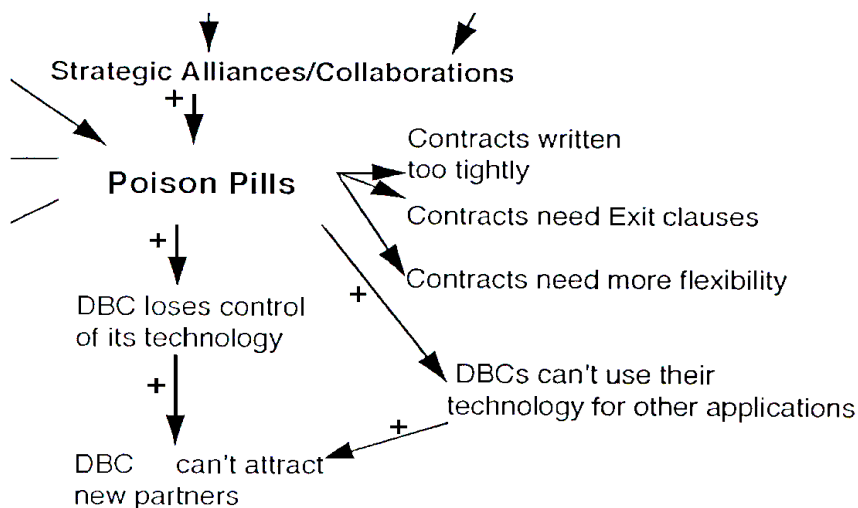 Strategic Alliances/Collaborations
+
Contracts written
too tightly
Poison Pills
Contracts need Exit clauses
+
Contracts need more flexibility
+
DBC loses control
of its technology
+
DBCs can't use their
technology for other applications
+
DBC can't attract
new partners